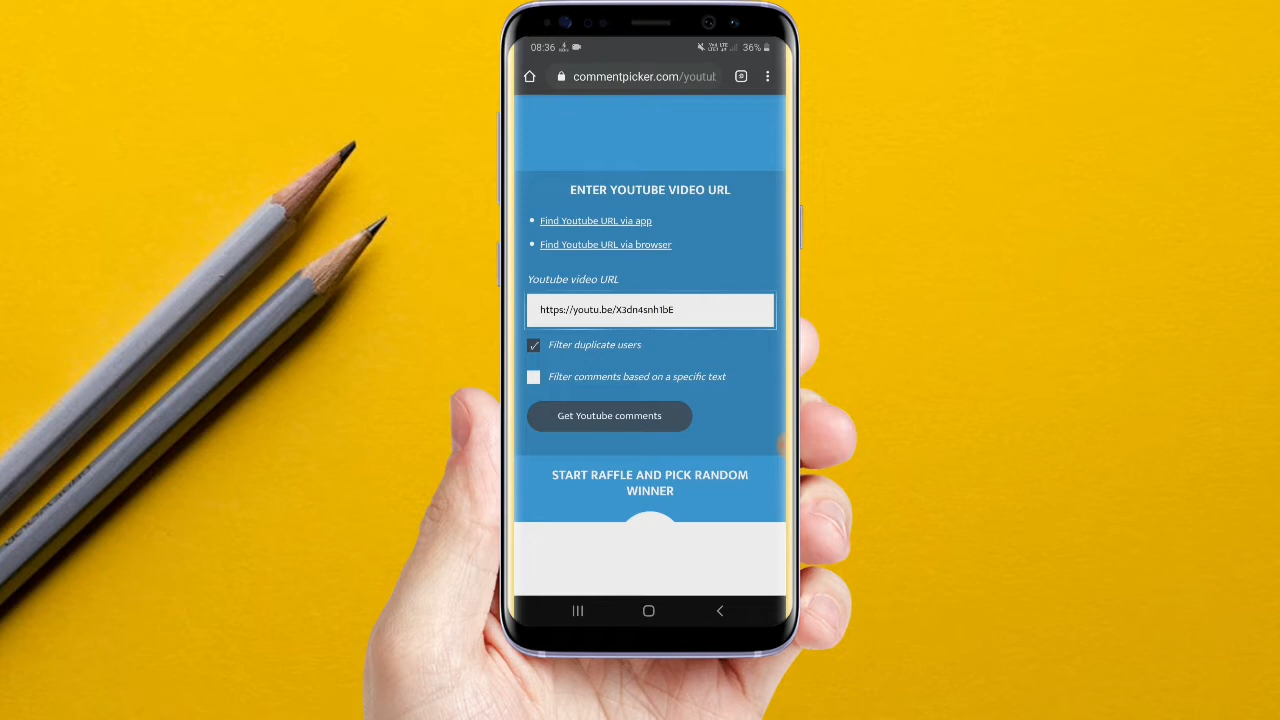 08:36
36%
commentpicker.com/youtut
ENTER YOUTUBE VIDEO URL
Find Youtube URL via app
Find Youtube URL via browser
Youtube video URL
https://youtu.be/X3dn4snh1bE
Filter duplicate users
Filter comments based on a specific text
Get Youtube comments
START RAFFLE AND PICK RANDOM
WINNER